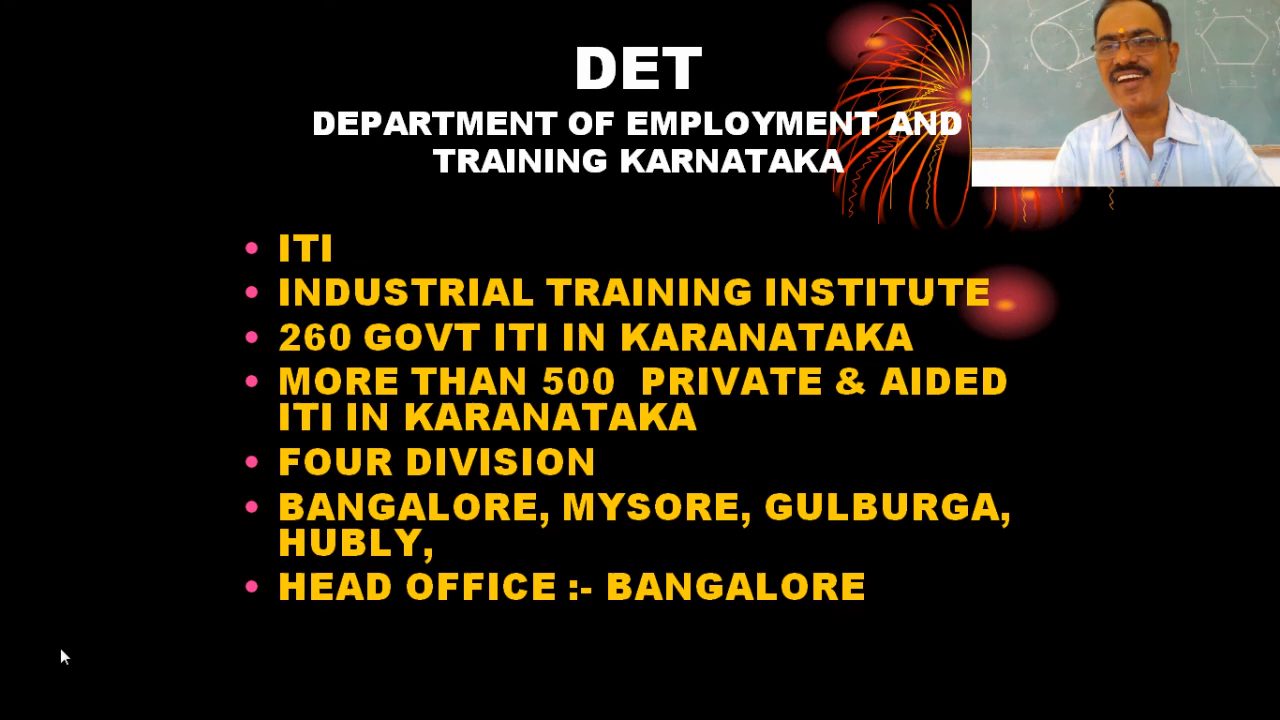 DET
DEPARTMENT OF EMPLOYMENT AND
TRAINING KARNATAKA
• ITI
• INDUSTRIAL TRAINING INSTITUTE
• 260 GOVT ITI IN KARANATAKA
• MORE THAN 500 PRIVATE & AIDED
ITI IN KARANATAKA
• FOUR DIVISION
• BANGALORE, MYSORE, GULBURGA,
HUBLY,
• HEAD OFFICE :- BANGALORE